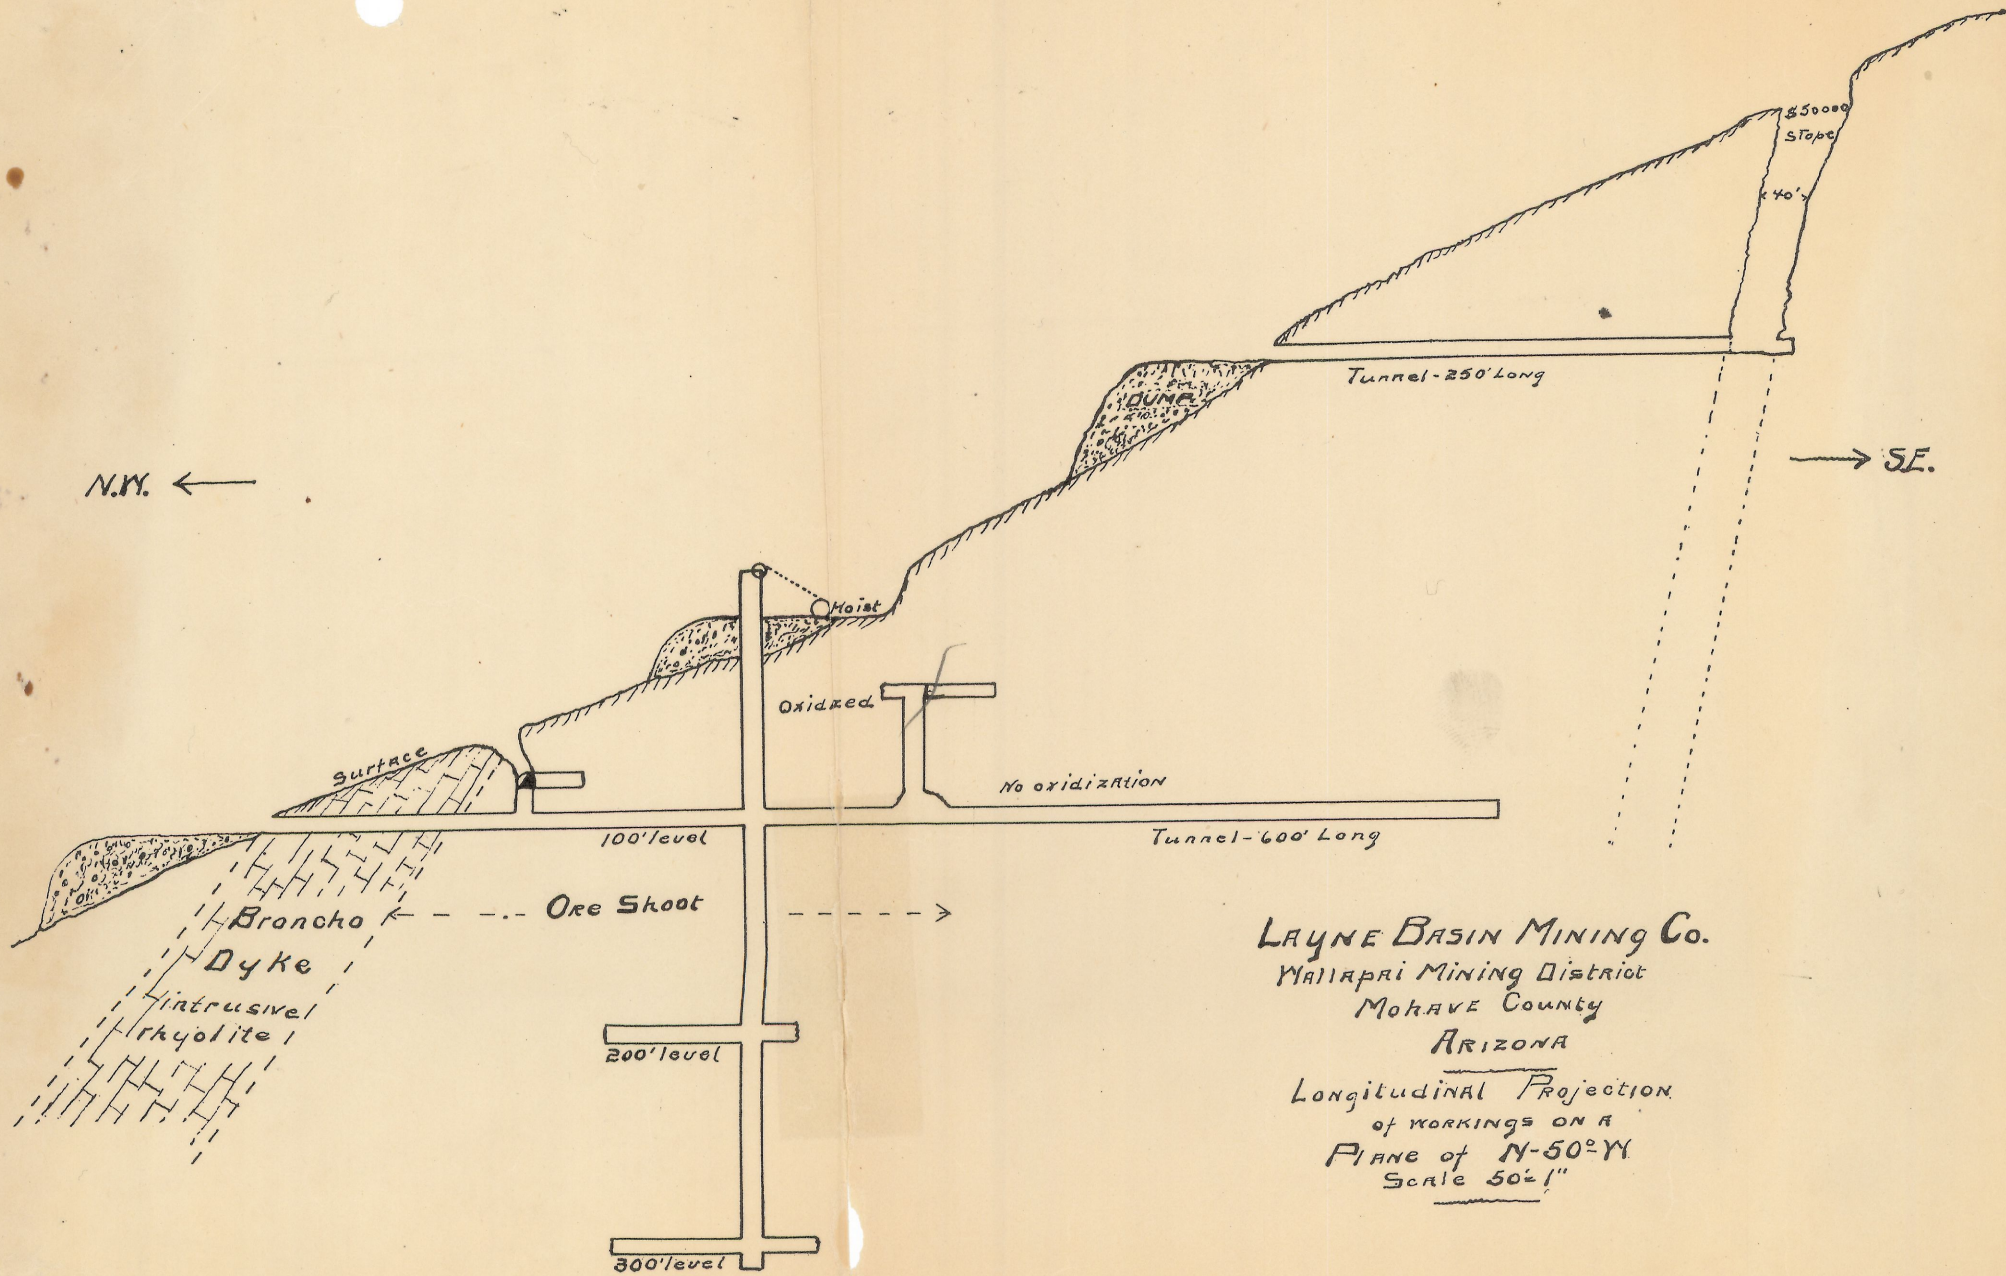 $50000
Stope
40'
Tunnel-250' Long
DUMP
N.W.
S.E.
Hoist
Oxidzed
Surface
No oxidization
100' level
Tunnel-600' Long
Broncho
Dyke
intrusive
rhyolite
Ore Shoot
200' level
300' level
Layne Basin Mining Co.
Wallapai Mining District
Mohave County
Arizona
Longitudinal Projection
of workings on a
Plane of N-50°-W
Scale 50'=1"